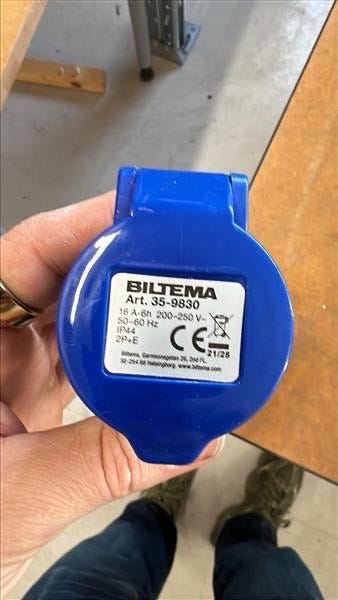 BILTEMA
Art. 35-9830
16 A-6h 200-250 V~
50-60 Hz
IP44
2P+E
CE
21/28
Biltema, Garnisonsgatan 26, 2nd FL.
SE-254 66 Helsingborg. www.biltema.com